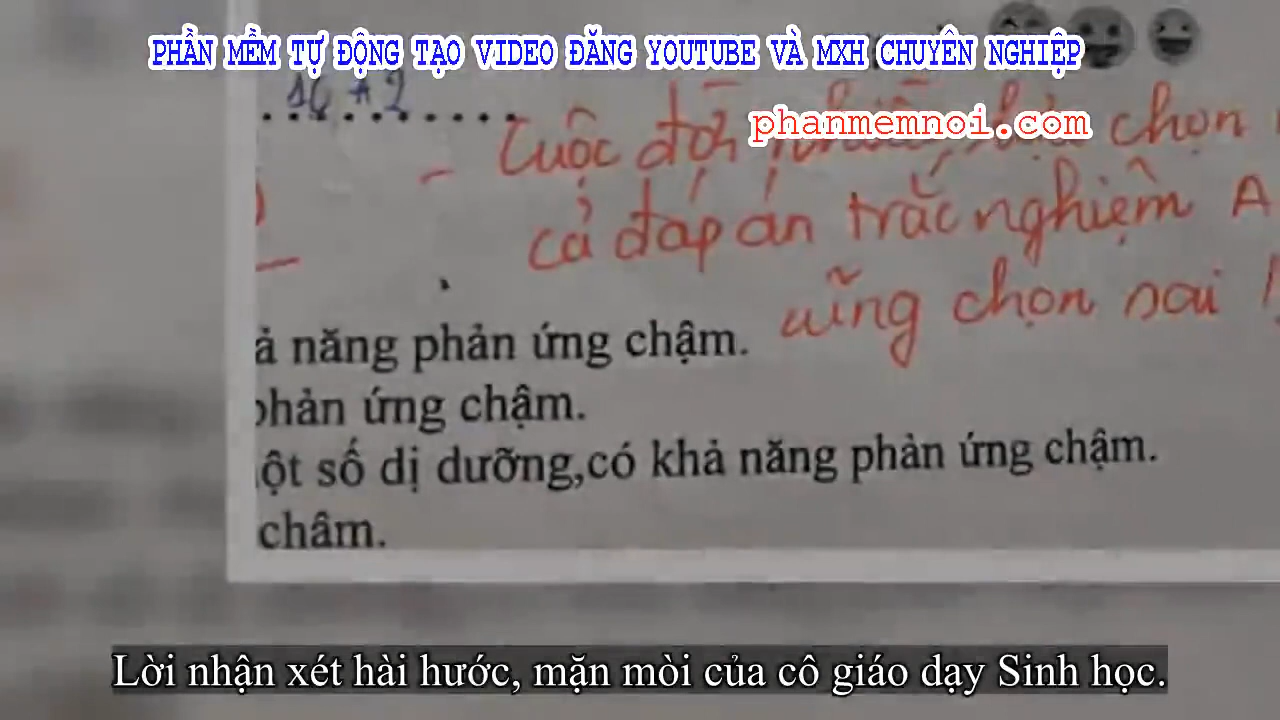 PHẦN MỀM TỰ ĐỘNG TẠO VIDEO ĐĂNG YOUTUBE VÀ MXH CHUYÊN NGHIỆP
phanmemnoi.com
- Cuộc đời chọn
cả đáp án trắc nghiệm A
cũng chọn sai !
ả năng phản ứng chậm.
phản ứng chậm.
ột số dị dưỡng,có khả năng phản ứng chậm.
châm.
Lời nhận xét hài hước, mặn mòi của cô giáo dạy Sinh học.